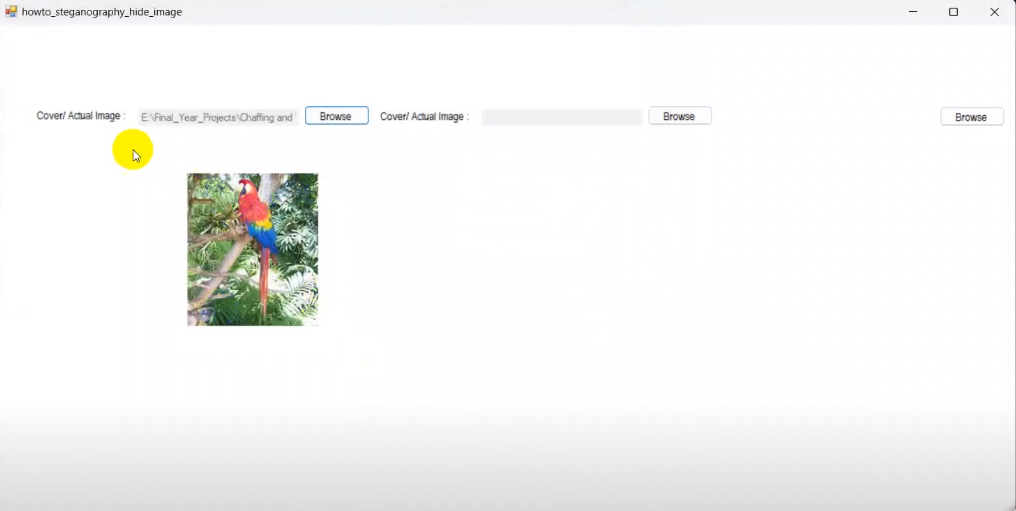 howto_steganography_hide_image
Cover/ Actual Image : E:\Final_Year_Projects\Chaffing and Browse Cover/ Actual Image : Browse Browse